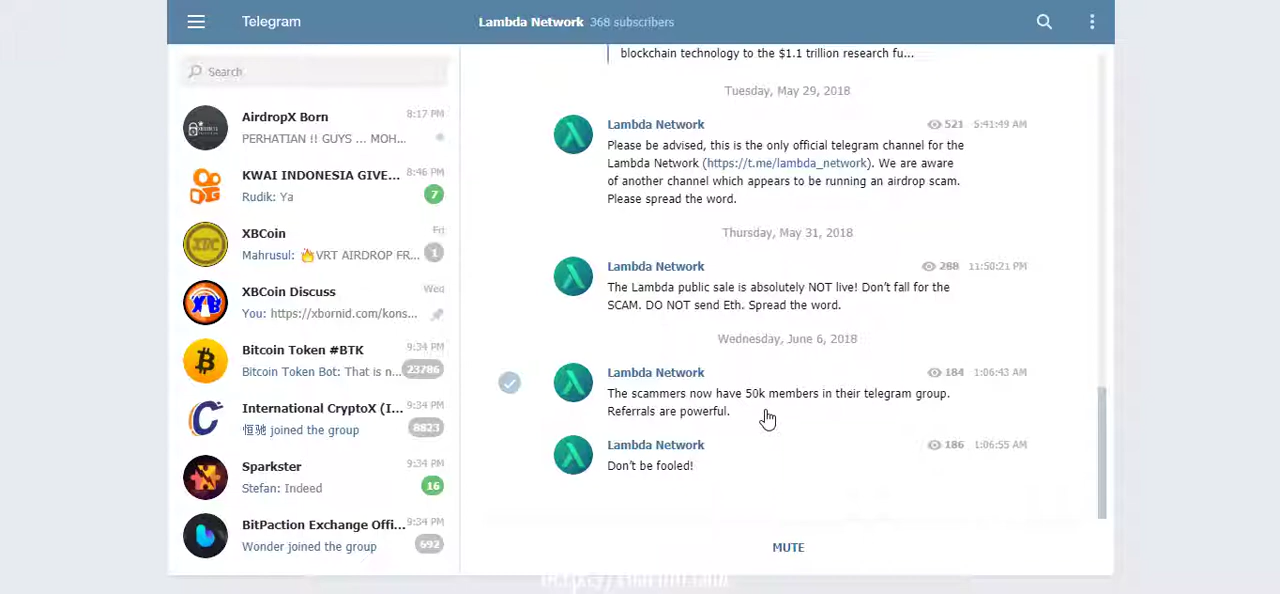 Telegram
Lambda Network 368 subscribers
Search
AirdropX Born 8:17 PM
PERHATIAN !! GUYS ... MOH...
KWAI INDONESIA GIVE... 8:46 PM
Rudik: Ya 7
XBCoin Fri
Mahrusul: 🔥VRT AIRDROP FR... 1
XBCoin Discuss Wed
You: https://xbornid.com/kons...
Bitcoin Token #BTK 9:34 PM
Bitcoin Token Bot: That is n... 23786
International CryptoX (I... 9:34 PM
恒驰 joined the group 8823
Sparkster 9:34 PM
Stefan: Indeed 16
BitPaction Exchange Offi... 9:34 PM
Wonder joined the group 692
blockchain technology to the $1.1 trillion research fu...
Tuesday, May 29, 2018
Lambda Network 521 5:41:49 AM
Please be advised, this is the only official telegram channel for the
Lambda Network (https://t.me/lambda_network). We are aware
of another channel which appears to be running an airdrop scam.
Please spread the word.
Thursday, May 31, 2018
Lambda Network 288 11:50:21 PM
The Lambda public sale is absolutely NOT live! Don't fall for the
SCAM. DO NOT send Eth. Spread the word.
Wednesday, June 6, 2018
Lambda Network 184 1:06:43 AM
The scammers now have 50k members in their telegram group.
Referrals are powerful.
Lambda Network 186 1:06:55 AM
Don't be fooled!
MUTE